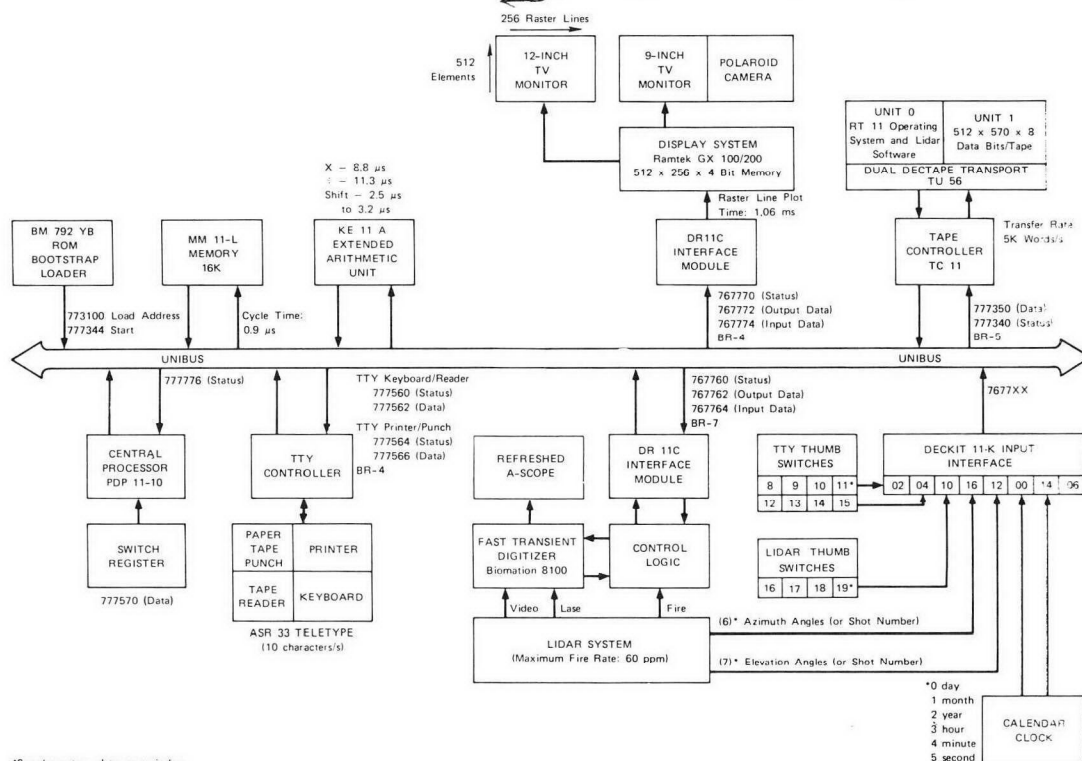 256 Raster Lines
512
Elements
12-INCH
TV
MONITOR
9-INCH
TV
MONITOR
POLAROID
CAMERA
UNIT 0
RT 11 Operating
System and Lidar
Software
UNIT 1
512 x 570 x 8
Data Bits/Tape
DUAL DECTAPE TRANSPORT
TU 56
DISPLAY SYSTEM
Ramtek GX 100/200
512 x 256 x 4 Bit Memory
Raster Line Plot
Time: 1.06 ms
Transfer Rate
5K Words/s
X – 8.8 µs
÷ – 11.3 µs
Shift – 2.5 µs
to 3.2 µs
BM 792 YB
ROM
BOOTSTRAP
LOADER
MM 11-L
MEMORY
16K
KE 11 A
EXTENDED
ARITHMETIC
UNIT
DR11C
INTERFACE
MODULE
TAPE
CONTROLLER
TC 11
773100 Load Address
777344 Start
Cycle Time:
0.9 µs
767770 (Status)
767772 (Output Data)
767774 (Input Data)
BR-4
777350 (Data)
777340 (Status)
BR-5
UNIBUS
UNIBUS
777776 (Status)
TTY Keyboard/Reader
777560 (Status)
777562 (Data)
TTY Printer/Punch
777564 (Status)
777566 (Data)
BR-4
767760 (Status)
767762 (Output Data)
767764 (Input Data)
BR-7
7677XX
CENTRAL
PROCESSOR
PDP 11-10
TTY
CONTROLLER
REFRESHED
A-SCOPE
DR 11C
INTERFACE
MODULE
TTY THUMB
SWITCHES
8 9 10 11*
12 13 14 15
DECKIT 11-K INPUT
INTERFACE
02 04 10 16 12 00 14 06
SWITCH
REGISTER
777570 (Data)
PAPER
TAPE
PUNCH
PRINTER
TAPE
READER
KEYBOARD
ASR 33 TELETYPE
(10 characters/s)
FAST TRANSIENT
DIGITIZER
Biomation 8100
CONTROL
LOGIC
LIDAR THUMB
SWITCHES
16 17 18 19*
Video
Lase
Fire
LIDAR SYSTEM
(Maximum Fire Rate: 60 ppm)
(6)* Azimuth Angles (or Shot Number)
(7)* Elevation Angles (or Shot Number)
*0 day
1 month
2 year
3 hour
4 minute
5 second
CALENDAR
CLOCK